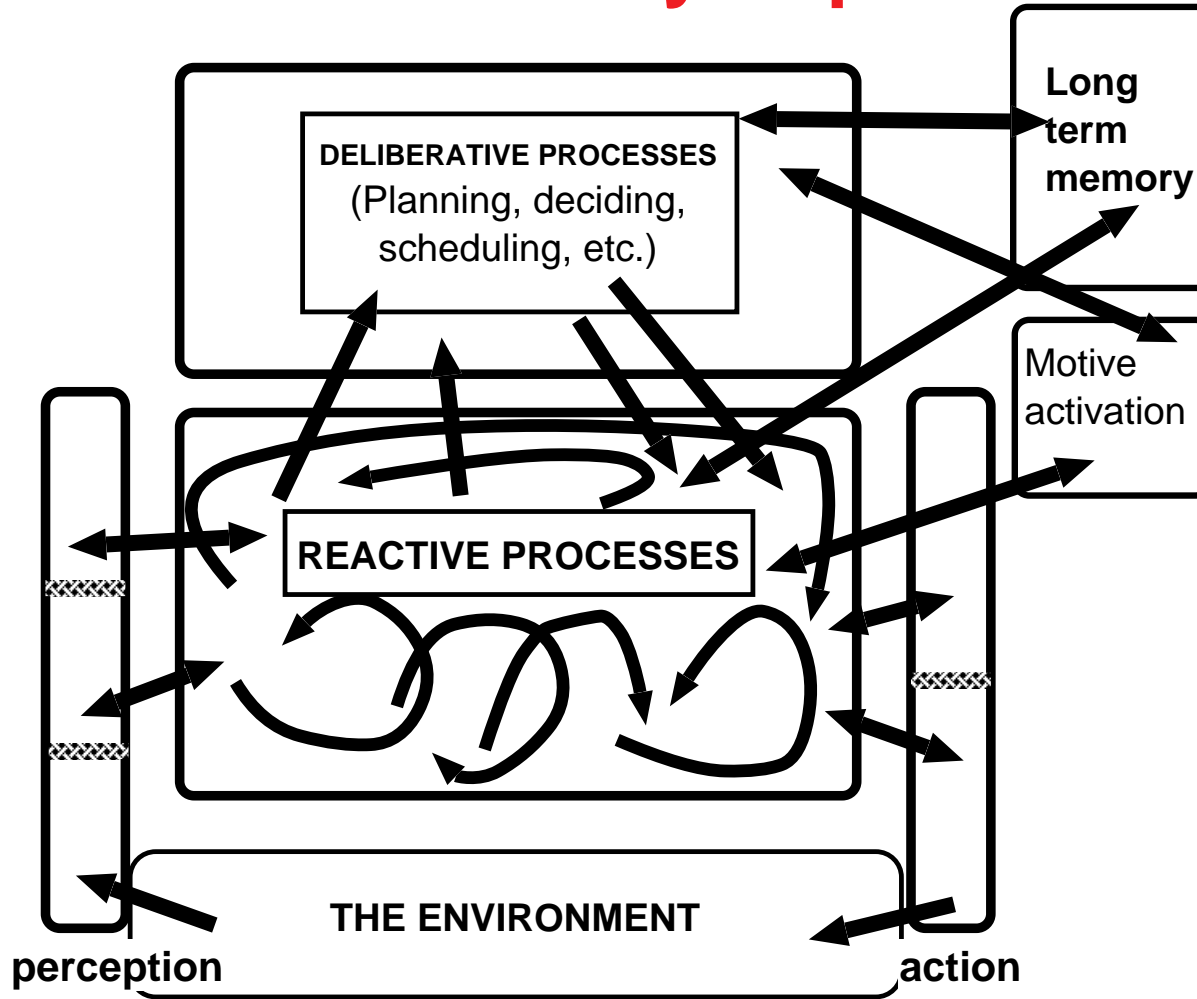 Long
term
memory
DELIBERATIVE PROCESSES
(Planning, deciding,
scheduling, etc.)
Motive
activation
REACTIVE PROCESSES
THE ENVIRONMENT
perception
action